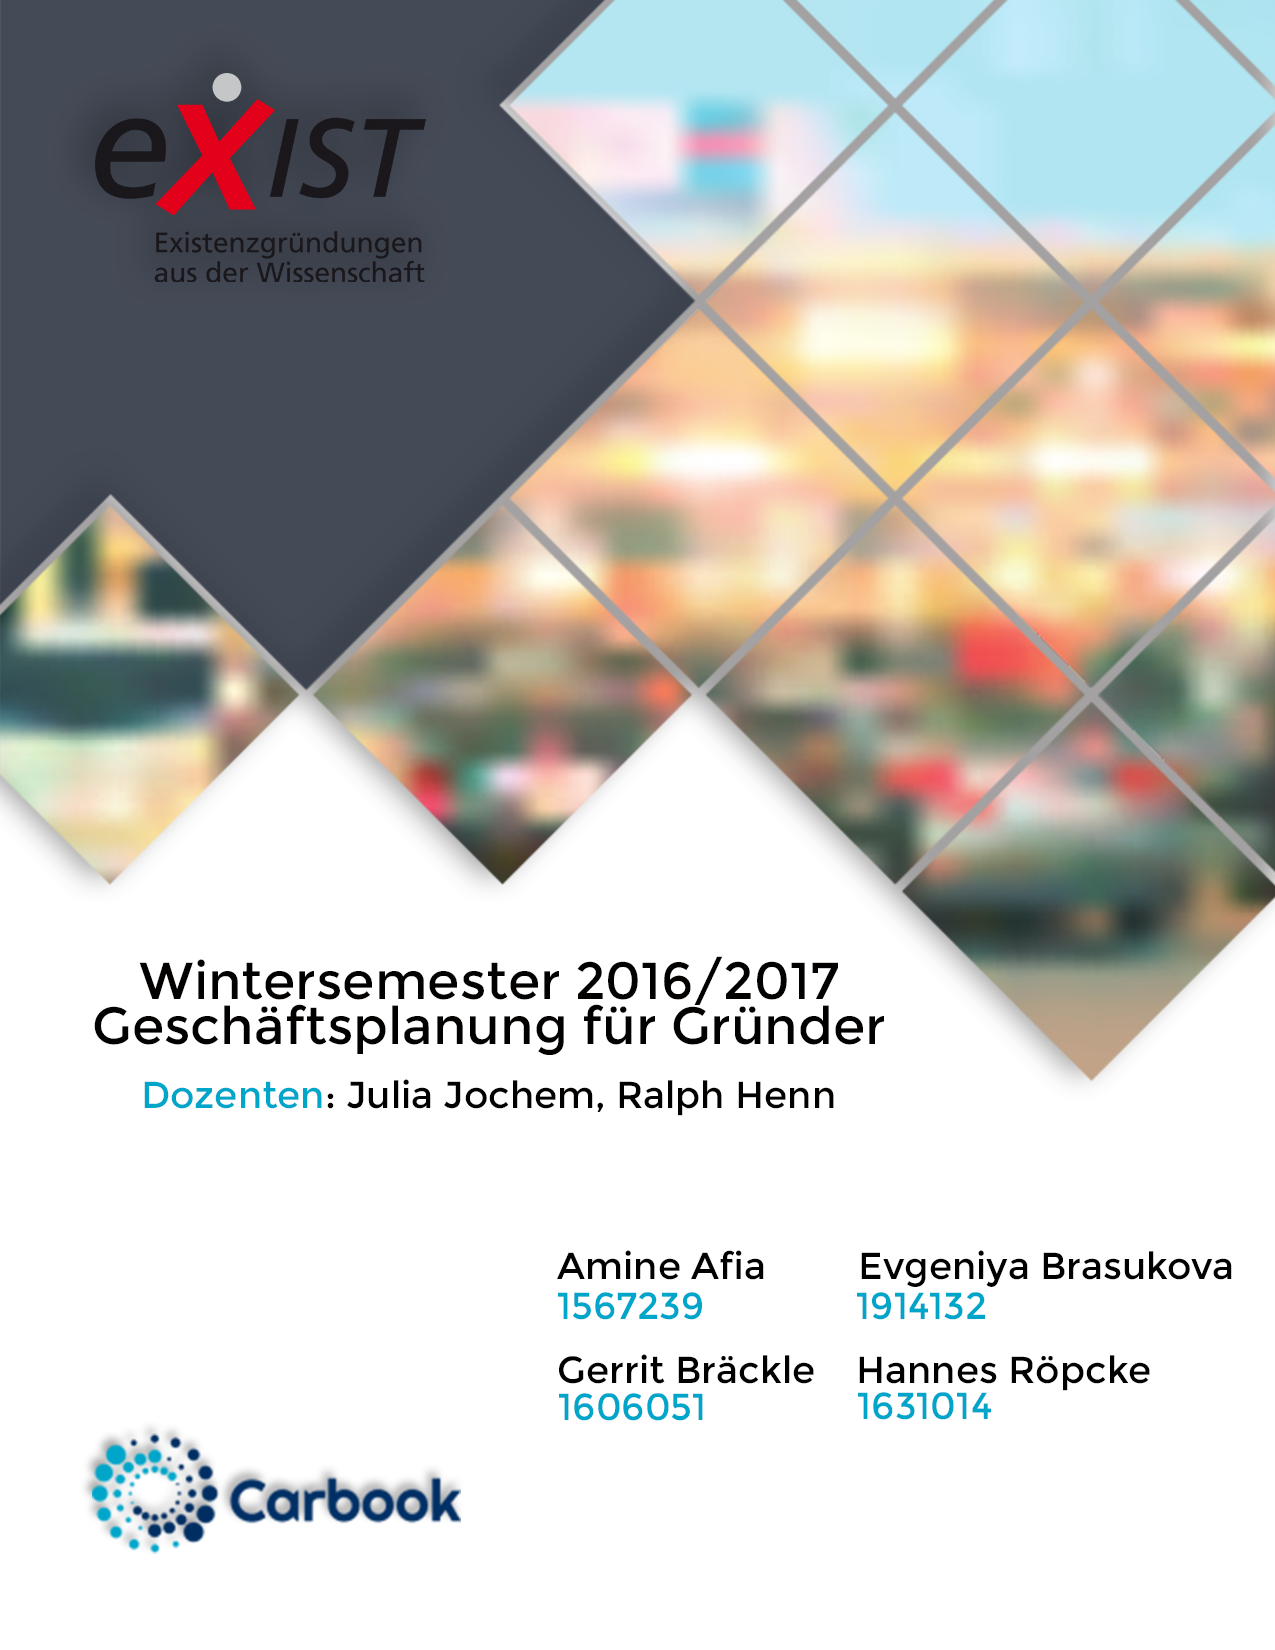 eXIST
Existenzgründungen
aus der Wissenschaft
Wintersemester 2016/2017
Geschäftsplanung für Gründer
Dozenten: Julia Jochem, Ralph Henn
Amine Afia
1567239
Evgeniya Brasukova
1914132
Gerrit Bräckle
1606051
Hannes Röpcke
1631014
Carbook